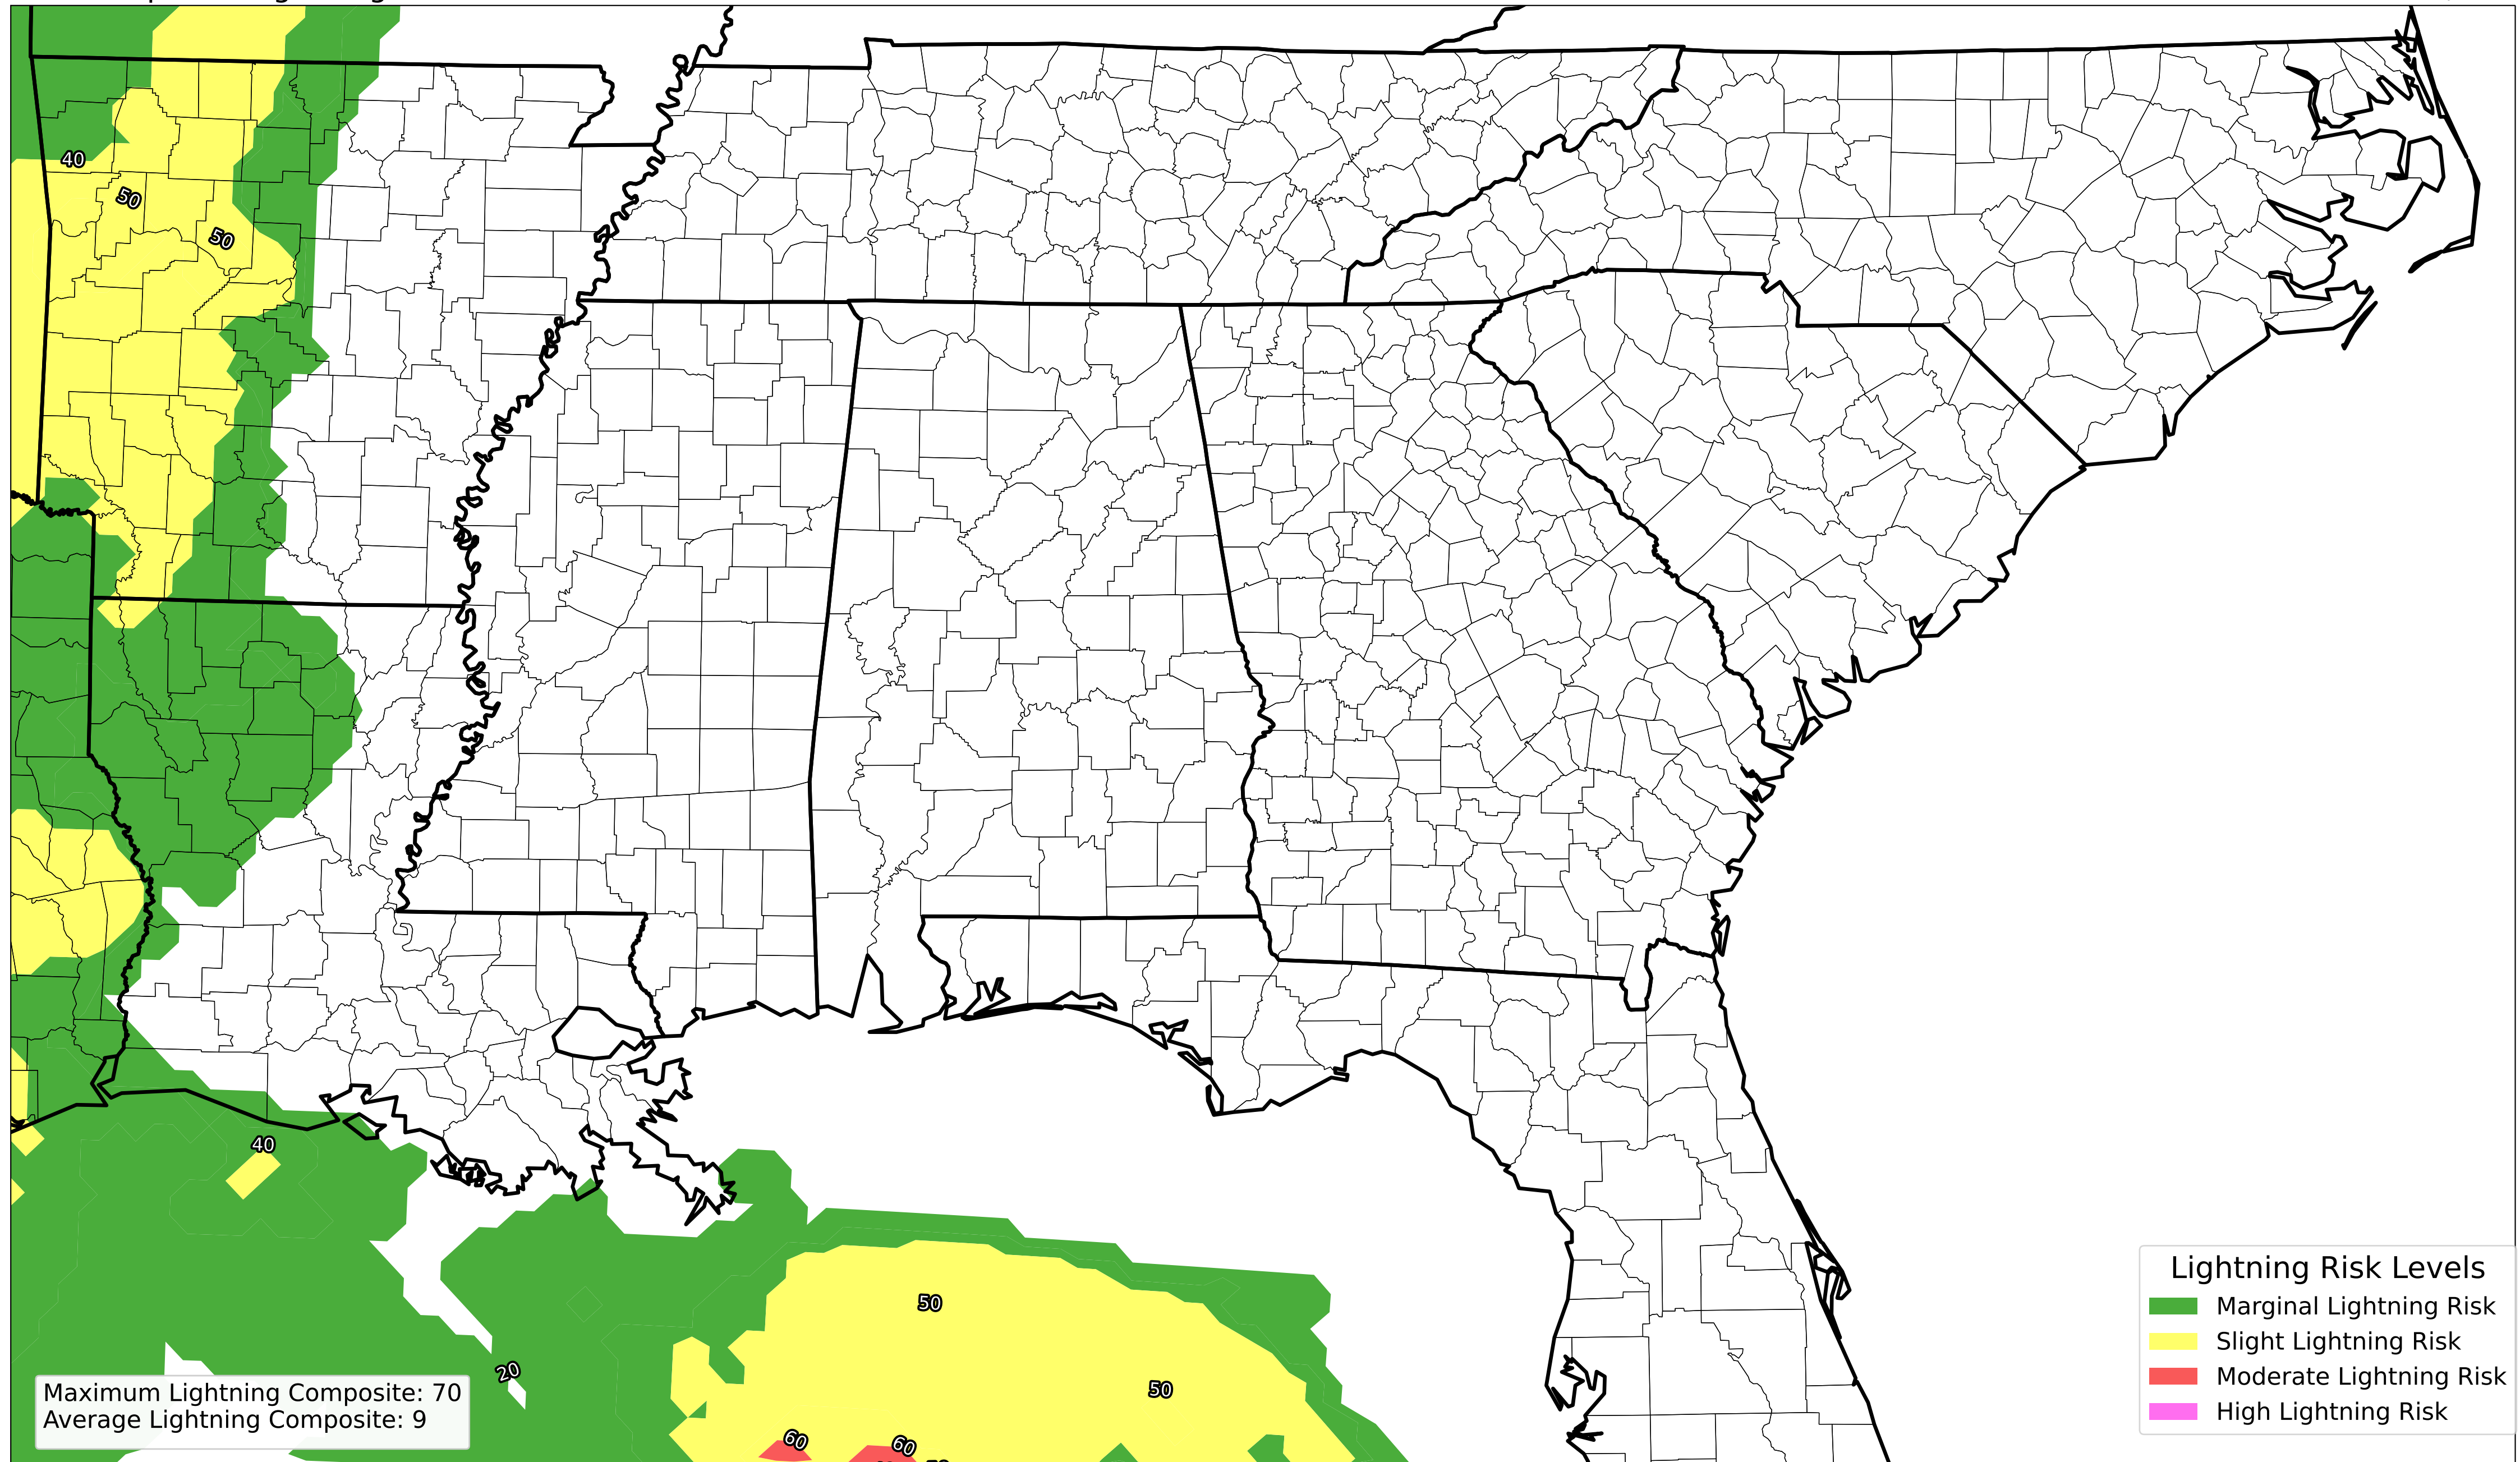 40
50
50
40
50
20
50
60
60
Maximum Lightning Composite: 70
Average Lightning Composite: 9
Lightning Risk Levels
Marginal Lightning Risk
Slight Lightning Risk
Moderate Lightning Risk
High Lightning Risk